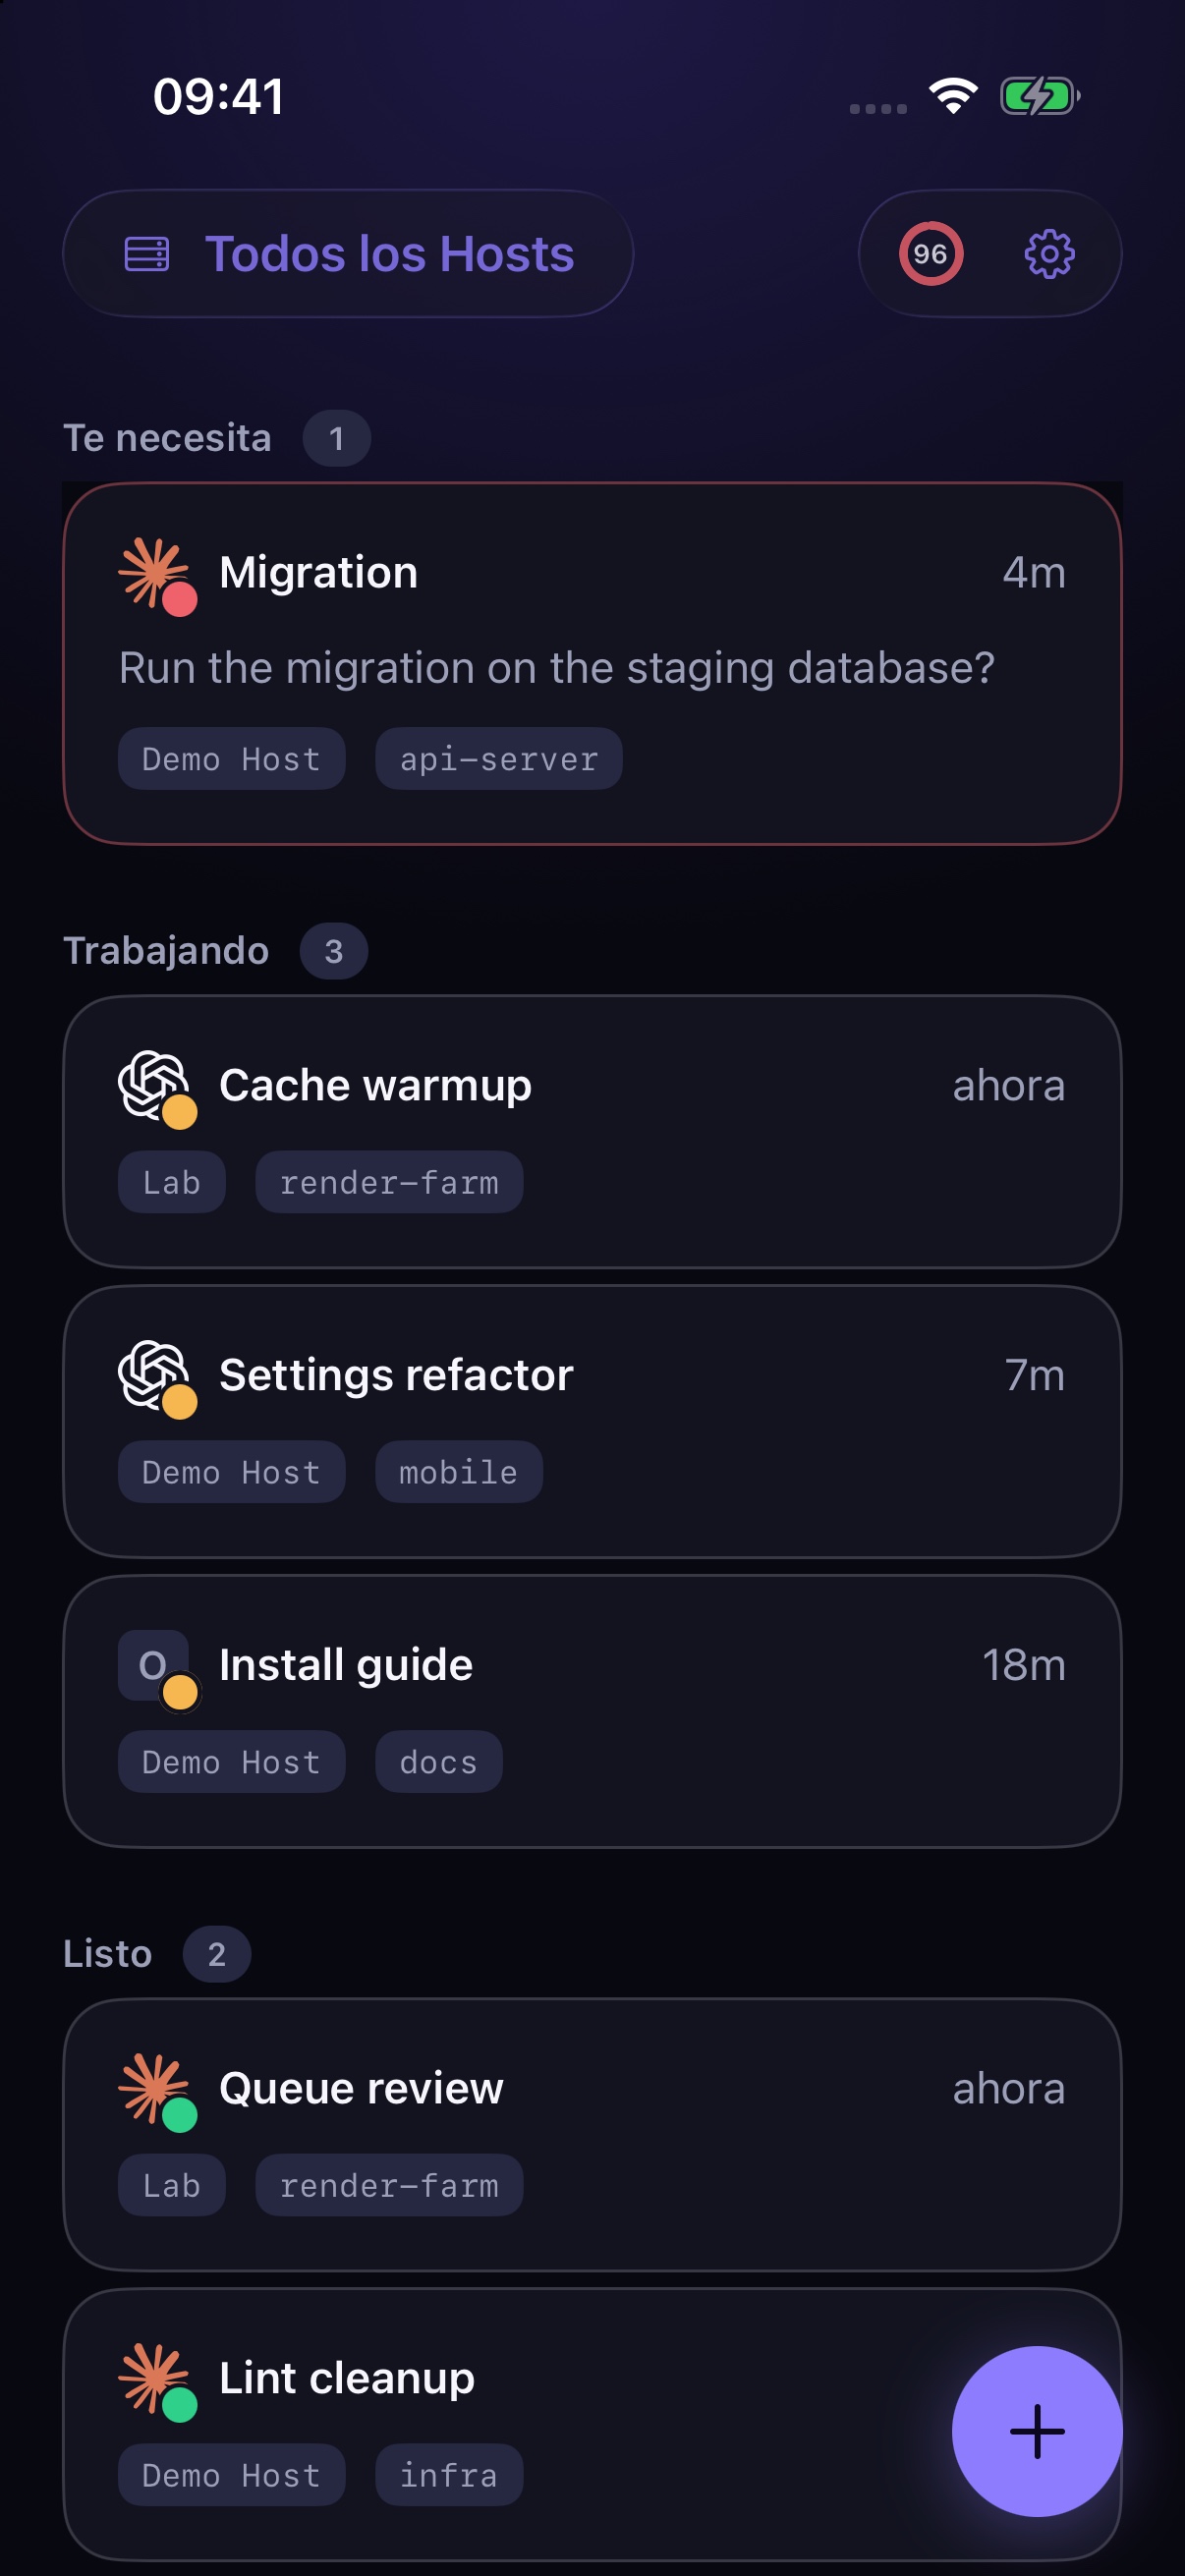 09:41
Todos los Hosts
96
Te necesita 1
Migration 4m
Run the migration on the staging database?
Demo Host api-server
Trabajando 3
Cache warmup ahora
Lab render-farm
Settings refactor 7m
Demo Host mobile
O Install guide 18m
Demo Host docs
Listo 2
Queue review ahora
Lab render-farm
Lint cleanup
Demo Host infra